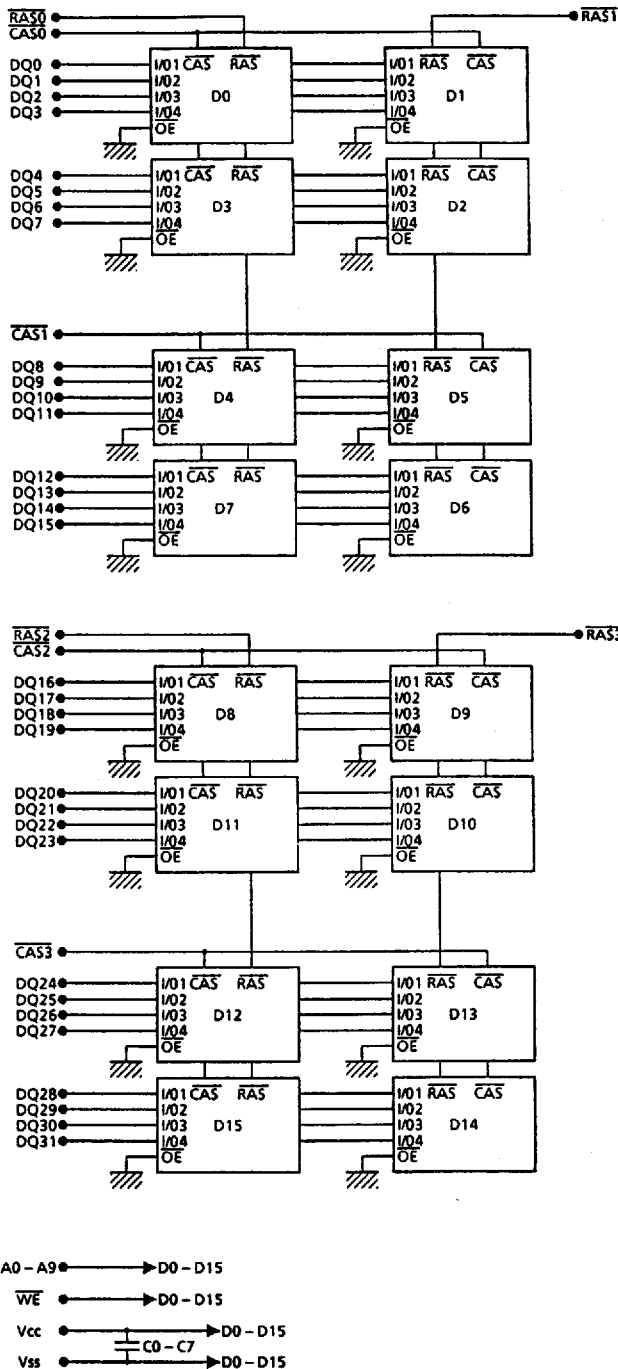 RAS0 RAS1
CAS0
DQ0 I/01 CAS RAS I/01 RAS CAS
DQ1 I/02 I/02
DQ2 I/03 D0 I/03 D1
DQ3 I/04 I/04
OE OE
DQ4 I/01 CAS RAS I/01 RAS CAS
DQ5 I/02 I/02
DQ6 I/03 D3 I/03 D2
DQ7 I/04 I/04
OE OE
CAS1
DQ8 I/01 CAS RAS I/01 RAS CAS
DQ9 I/02 I/02
DQ10 I/03 D4 I/03 D5
DQ11 I/04 I/04
OE OE
DQ12 I/01 CAS RAS I/01 RAS CAS
DQ13 I/02 I/02
DQ14 I/03 D7 I/03 D6
DQ15 I/04 I/04
OE OE
RAS2 RAS3
CAS2
DQ16 I/01 CAS RAS I/01 RAS CAS
DQ17 I/02 I/02
DQ18 I/03 D8 I/03 D9
DQ19 I/04 I/04
OE OE
DQ20 I/01 CAS RAS I/01 RAS CAS
DQ21 I/02 I/02
DQ22 I/03 D11 I/03 D10
DQ23 I/04 I/04
OE OE
CAS3
DQ24 I/01 CAS RAS I/01 RAS CAS
DQ25 I/02 I/02
DQ26 I/03 D12 I/03 D13
DQ27 I/04 I/04
OE OE
DQ28 I/01 CAS RAS I/01 RAS CAS
DQ29 I/02 I/02
DQ30 I/03 D15 I/03 D14
DQ31 I/04 I/04
OE OE
A0 – A9 D0 – D15
WE D0 – D15
Vcc D0 – D15
C0 – C7
Vss D0 – D15